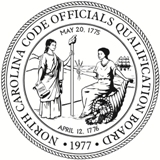 NORTH CAROLINA CODE OFFICIALS QUALIFICATION BOARD
MAY 20, 1775
APRIL 12, 1776
• 1977 •